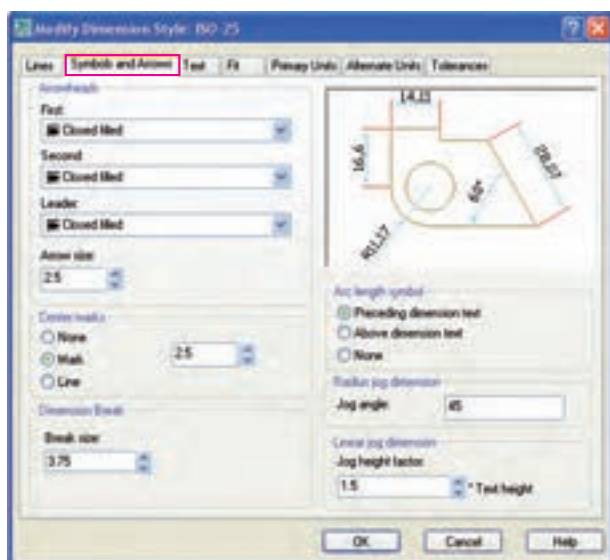 Modify Dimension Style: ISO-25
Lines Symbols and Arrows Text Fit Primary Units Alternate Units Tolerances
Arrowheads
First:
Closed filled
Second:
Closed filled
Leader:
Closed filled
Arrow size:
2.5
Center marks
None
Mark
Line
2.5
Dimension Break
Break size:
3.75
14,11
16,6
28,07
60°
R11,17
Arc length symbol
Preceding dimension text
Above dimension text
None
Radius jog dimension
Jog angle:
45
Linear jog dimension
Jog height factor:
1.5
* Text height
OK Cancel Help